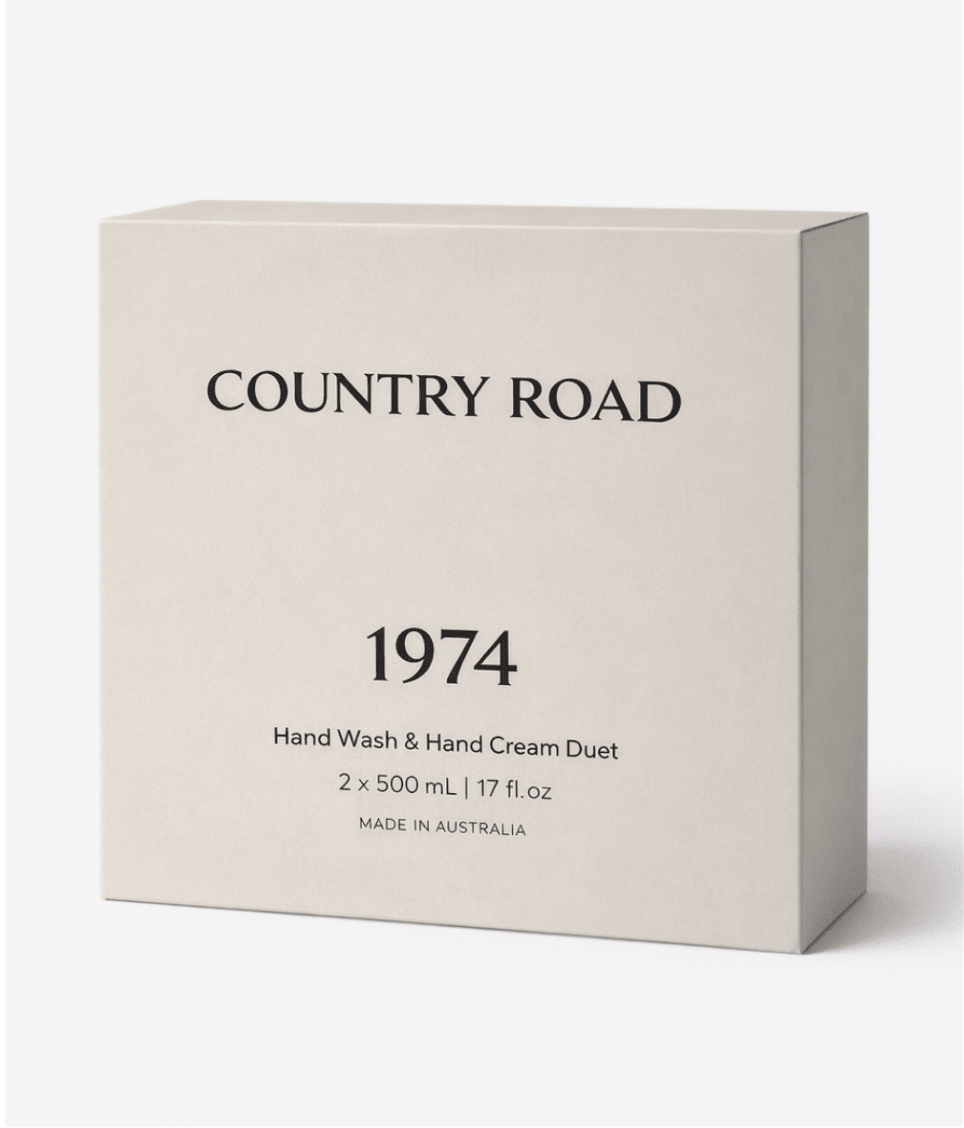 COUNTRY ROAD
1974
Hand Wash & Hand Cream Duet
2 x 500 mL | 17 fl.oz
MADE IN AUSTRALIA